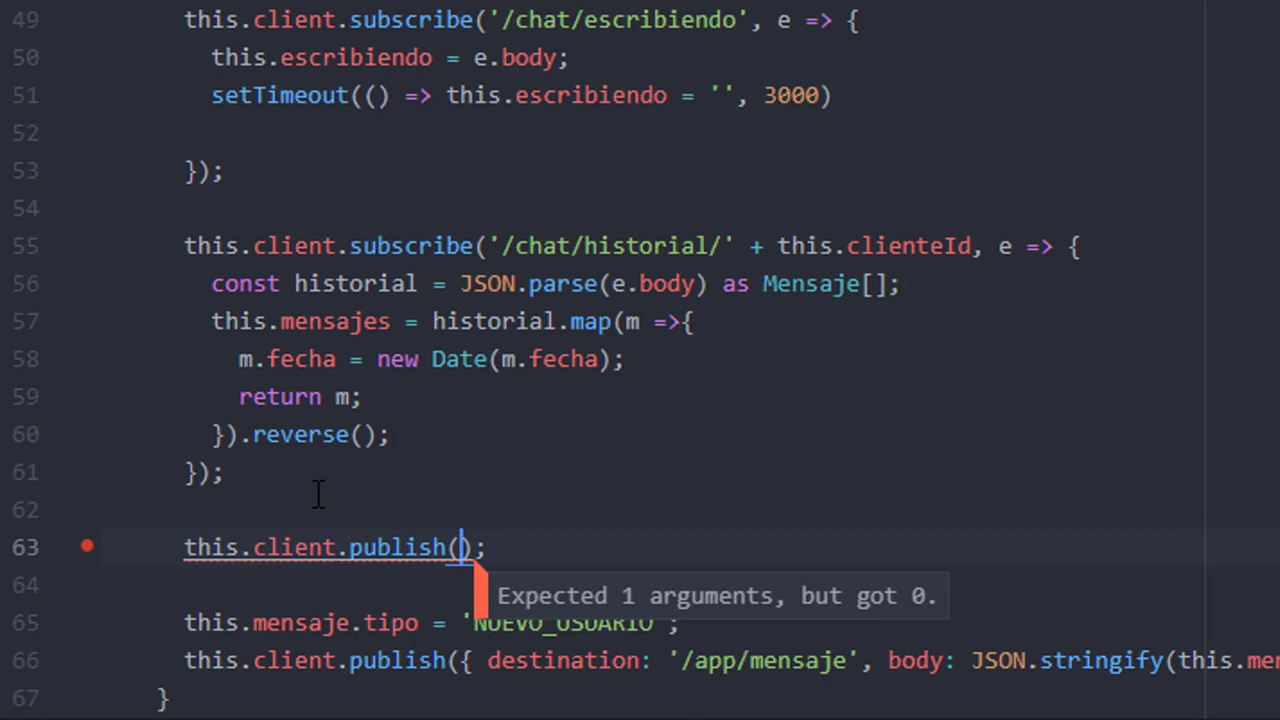 49 this.client.subscribe('/chat/escribiendo', e => {
50 this.escribiendo = e.body;
51 setTimeout(() => this.escribiendo = '', 3000)
52
53 });
54
55 this.client.subscribe('/chat/historial/' + this.clienteId, e => {
56 const historial = JSON.parse(e.body) as Mensaje[];
57 this.mensajes = historial.map(m =>{
58 m.fecha = new Date(m.fecha);
59 return m;
60 }).reverse();
61 });
62
63 this.client.publish();
64
Expected 1 arguments, but got 0.
65 this.mensaje.tipo = 'NUEVO_USUARIO';
66 this.client.publish({ destination: '/app/mensaje', body: JSON.stringify(this.men
67 }